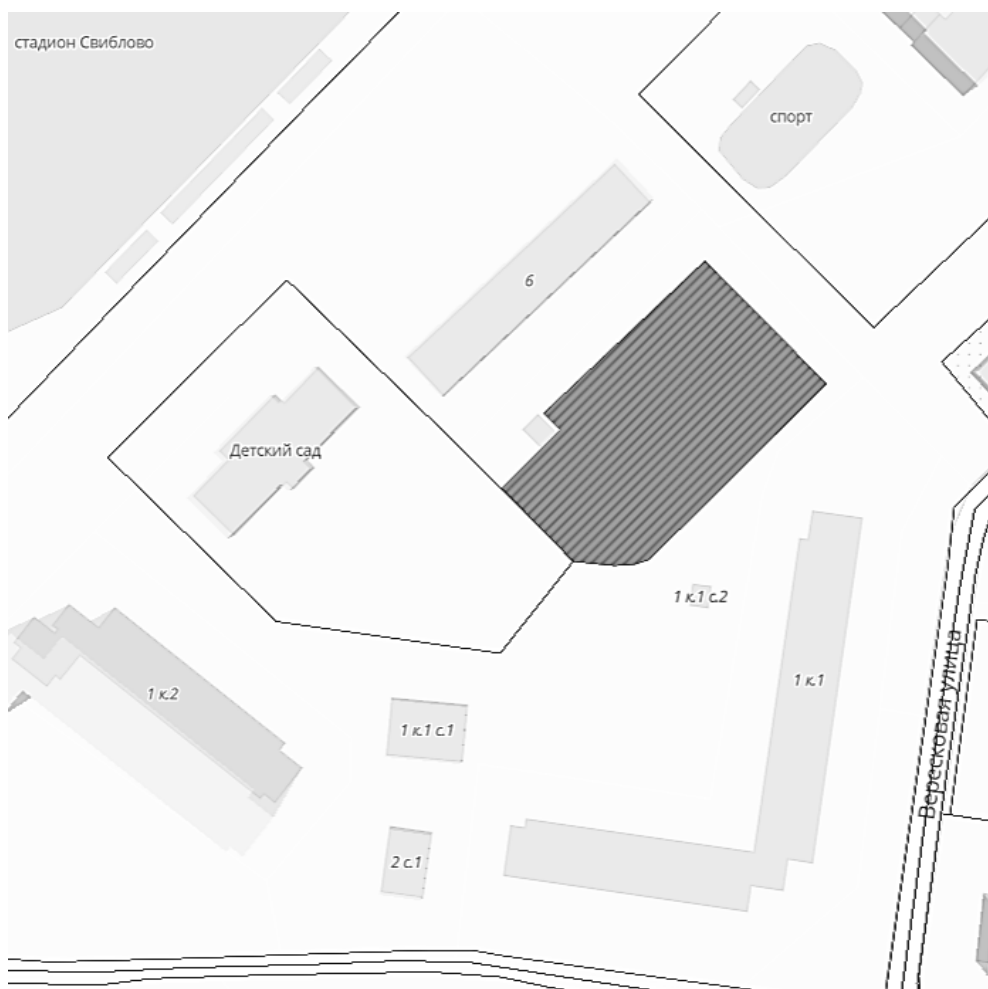 стадион Свиблово
спорт
6
Детский сад
1 к.1 с.2
1 к.1
1 к.2
1 к.1 с.1
Вересковая улица
2 с.1